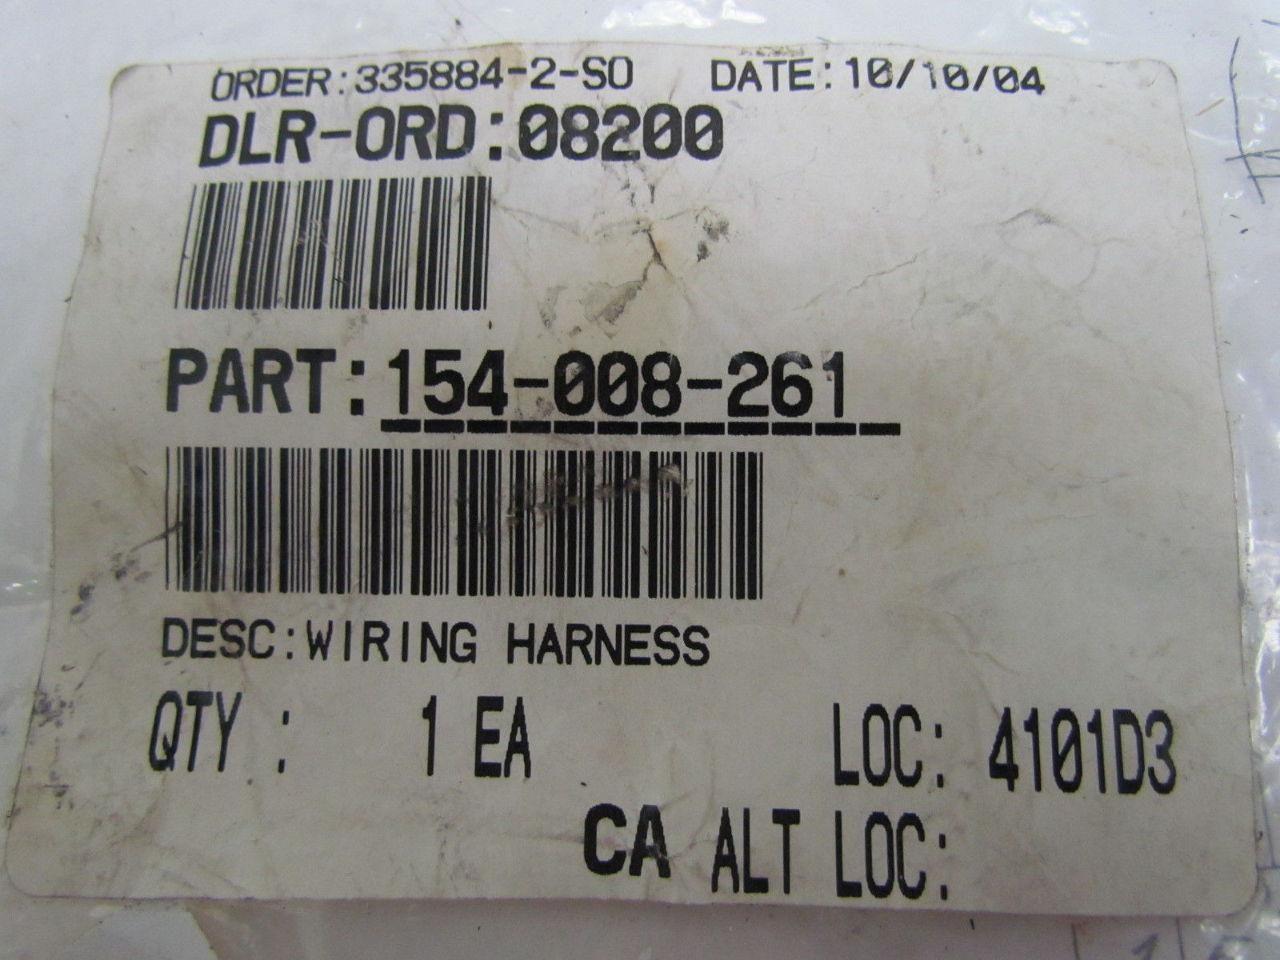 ORDER:335884-2-SO DATE:10/10/04
DLR-ORD:08200
PART:154-008-261
DESC:WIRING HARNESS
QTY : 1 EA LOC: 4101D3
CA ALT LOC: